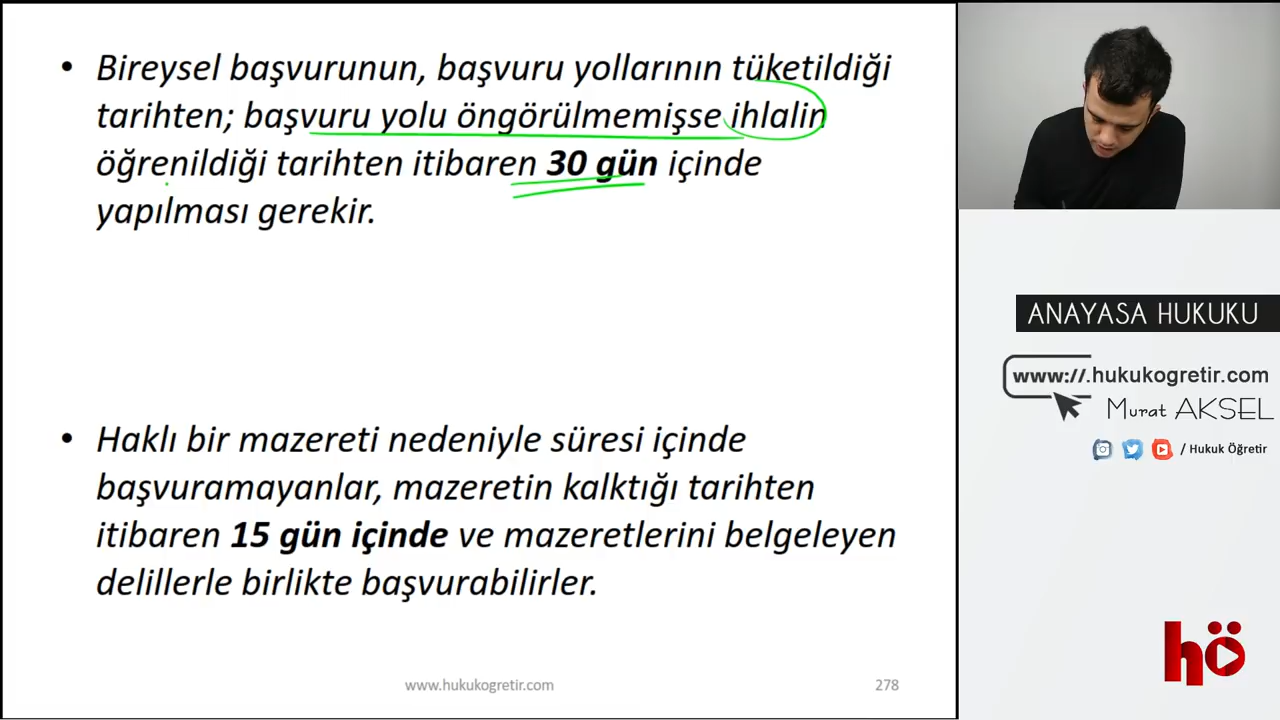 • Bireysel başvurunun, başvuru yollarının tüketildiği
tarihten; başvuru yolu öngörülmemişse ihlalin
öğrenildiği tarihten itibaren 30 gün içinde
yapılması gerekir.
• Haklı bir mazereti nedeniyle süresi içinde
başvuramayanlar, mazeretin kalktığı tarihten
itibaren 15 gün içinde ve mazeretlerini belgeleyen
delillerle birlikte başvurabilirler.
www.hukukogretir.com
278
ANAYASA HUKUKU
www://.hukukogretir.com
Murat AKSEL
/ Hukuk Öğretir
hö